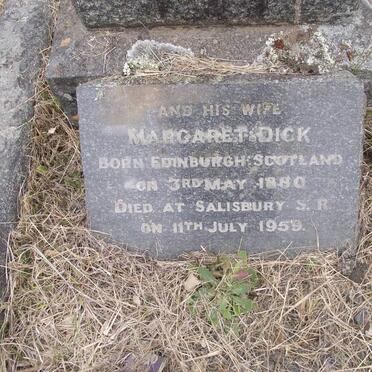 AND HIS WIFE
MARGARET DICK
BORN EDINBURGH, SCOTLAND
ON 3RD MAY 1880
DIED AT SALISBURY S. R.
ON 11TH JULY 1959.